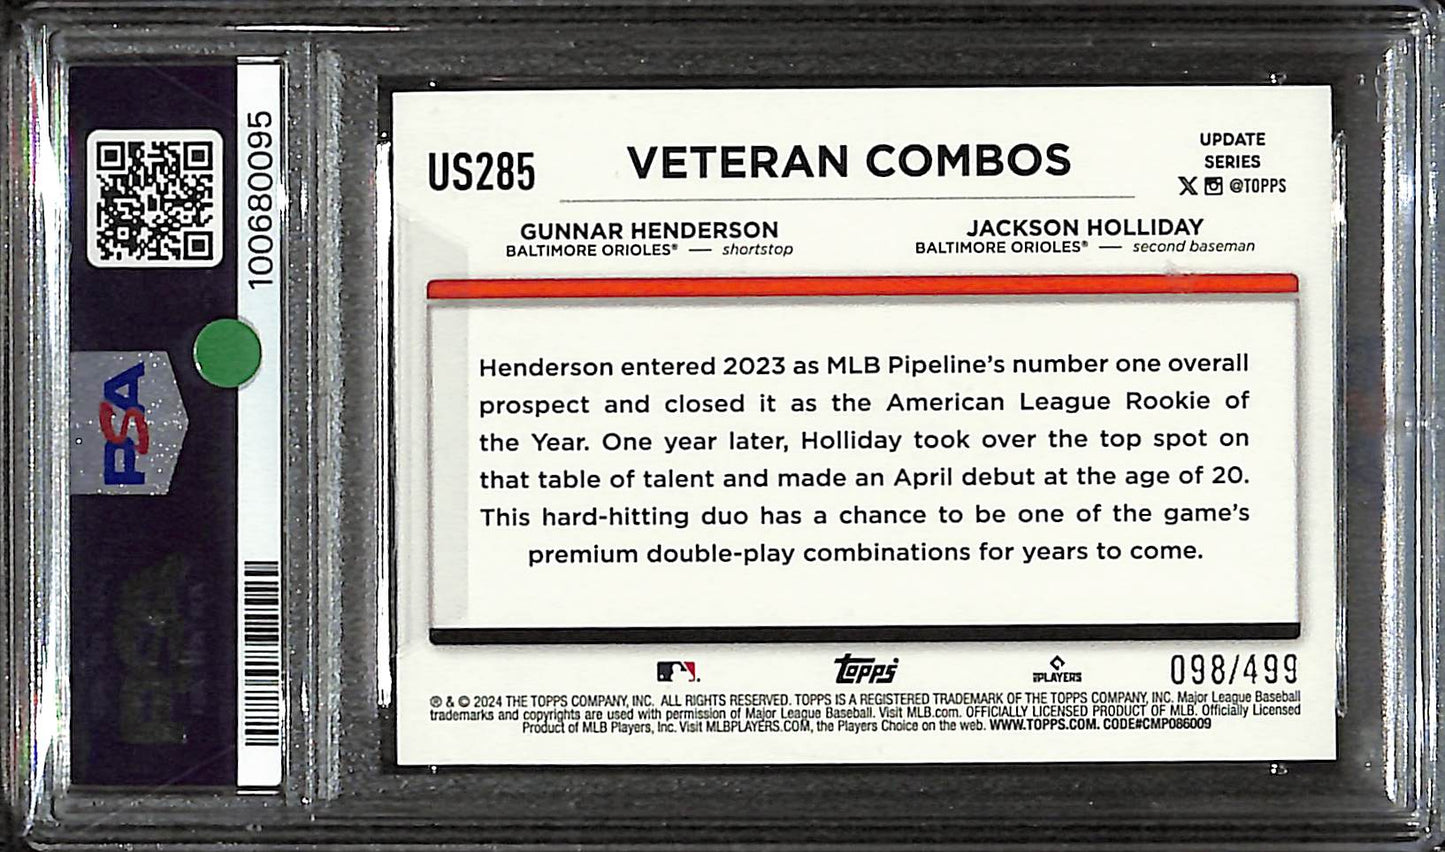 100680095
PSA
US285
VETERAN COMBOS
UPDATE
SERIES
X @TOPPS
GUNNAR HENDERSON
BALTIMORE ORIOLES® — shortstop
JACKSON HOLLIDAY
BALTIMORE ORIOLES® — second baseman
Henderson entered 2023 as MLB Pipeline's number one overall
prospect and closed it as the American League Rookie of
the Year. One year later, Holliday took over the top spot on
that table of talent and made an April debut at the age of 20.
This hard-hitting duo has a chance to be one of the game's
premium double-play combinations for years to come.
topps
PLAYERS
098/499
® & © 2024 THE TOPPS COMPANY, INC. ALL RIGHTS RESERVED. TOPPS IS A REGISTERED TRADEMARK OF THE TOPPS COMPANY, INC. Major League Baseball
trademarks and copyrights are used with permission of Major League Baseball. Visit MLB.com. OFFICIALLY LICENSED PRODUCT OF MLB. Officially Licensed
Product of MLB Players, Inc. Visit MLBPLAYERS.COM, the Players Choice on the web. WWW.TOPPS.COM. CODE#CMP086009